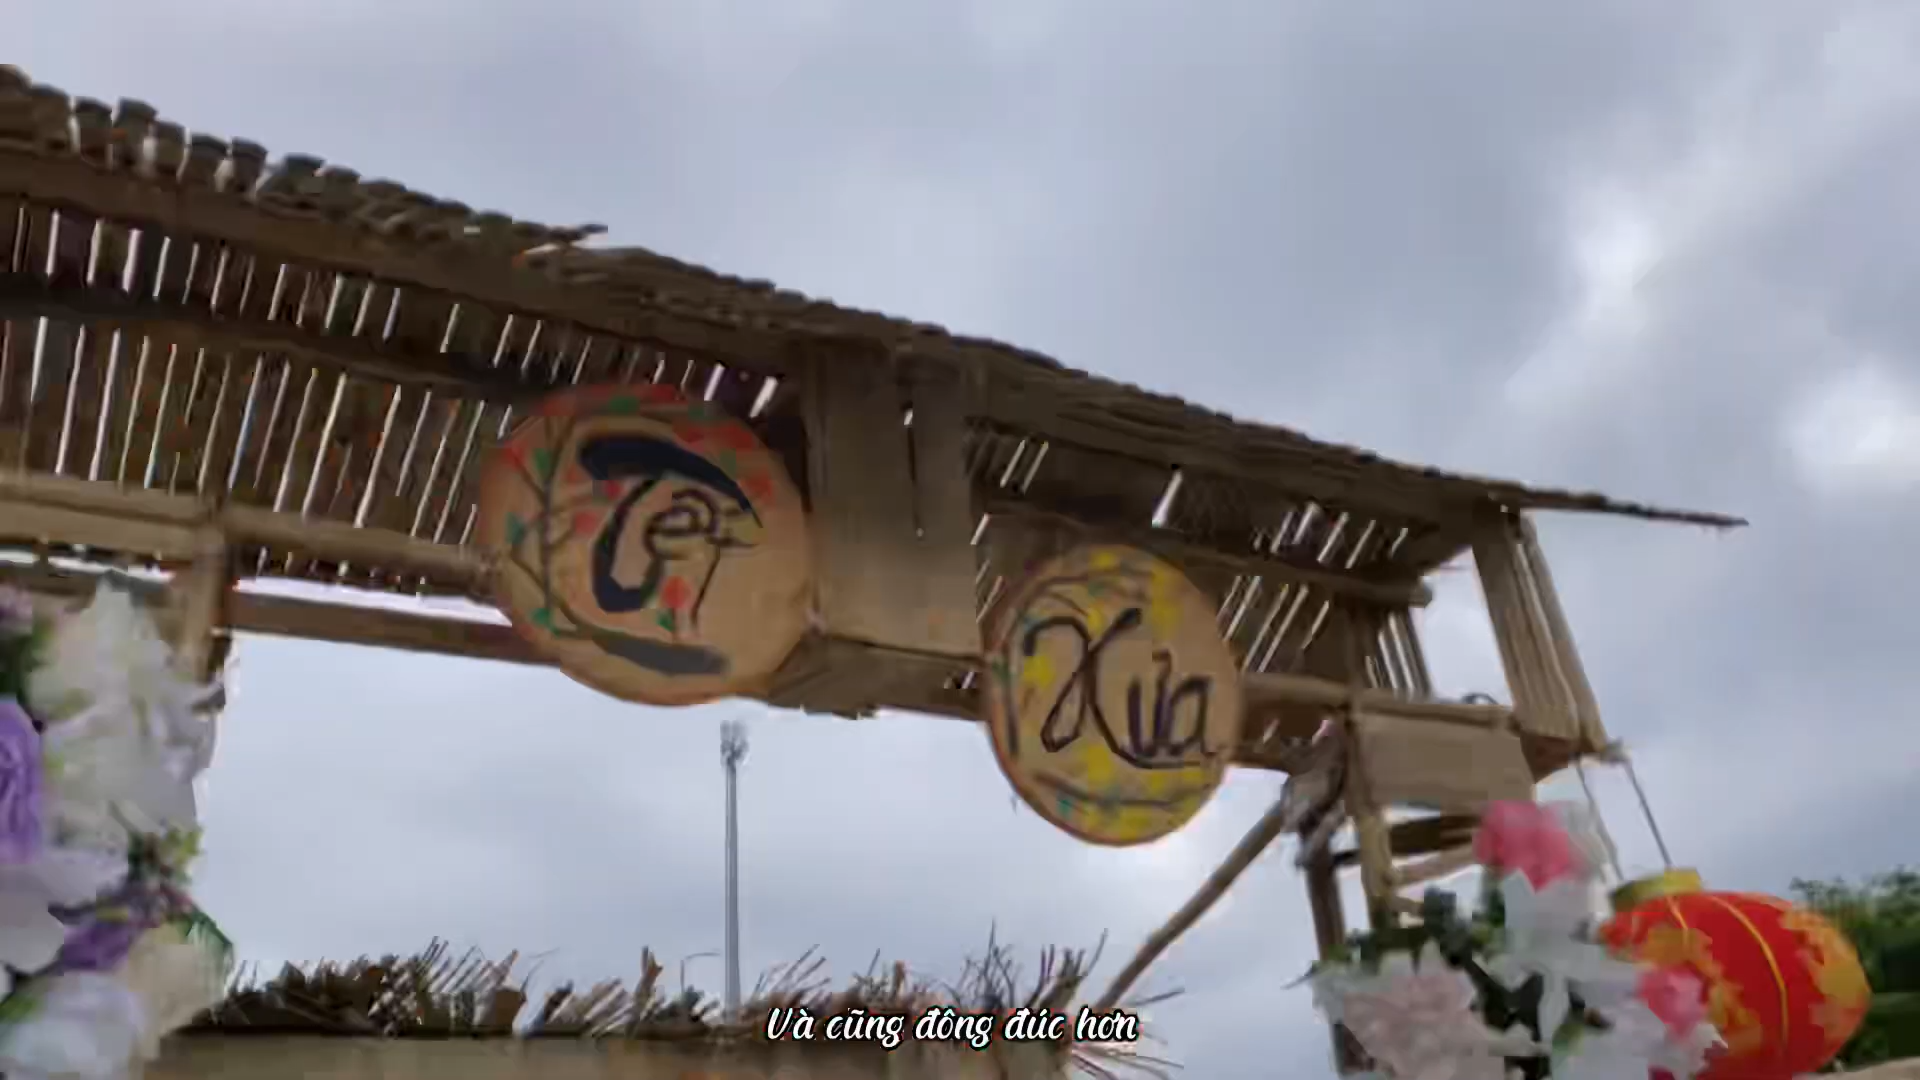 Tết
Xưa
Và cũng đông đúc hơn